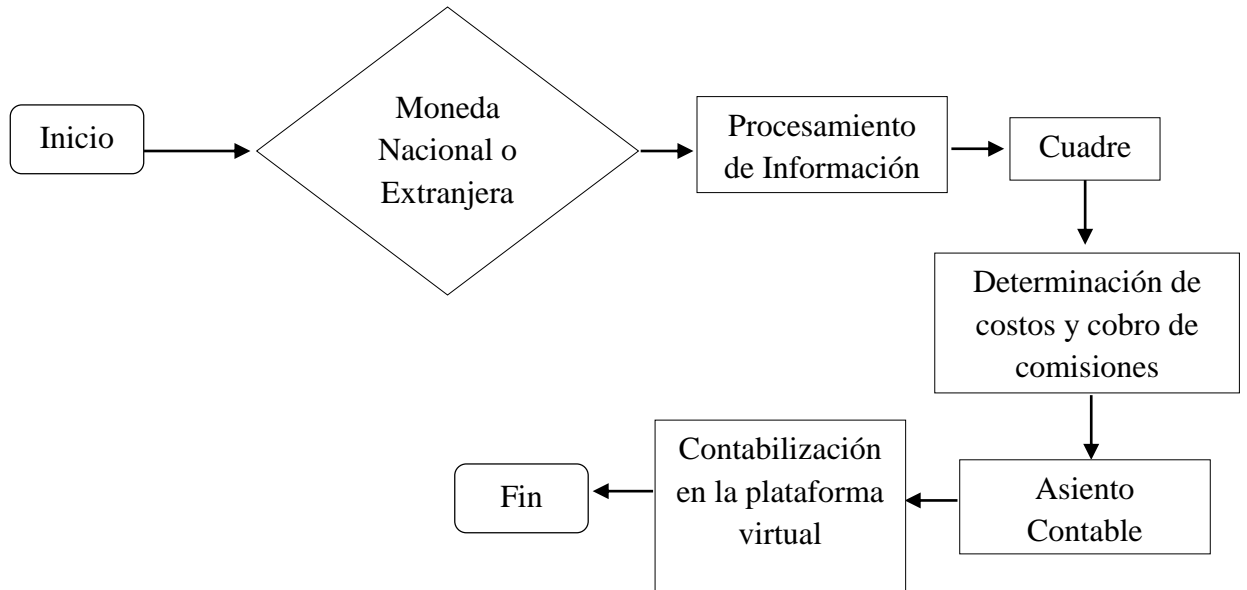 Inicio
Moneda
Nacional o
Extranjera
Procesamiento
de Información
Cuadre
Determinación de
costos y cobro de
comisiones
Asiento
Contable
Contabilización
en la plataforma
virtual
Fin